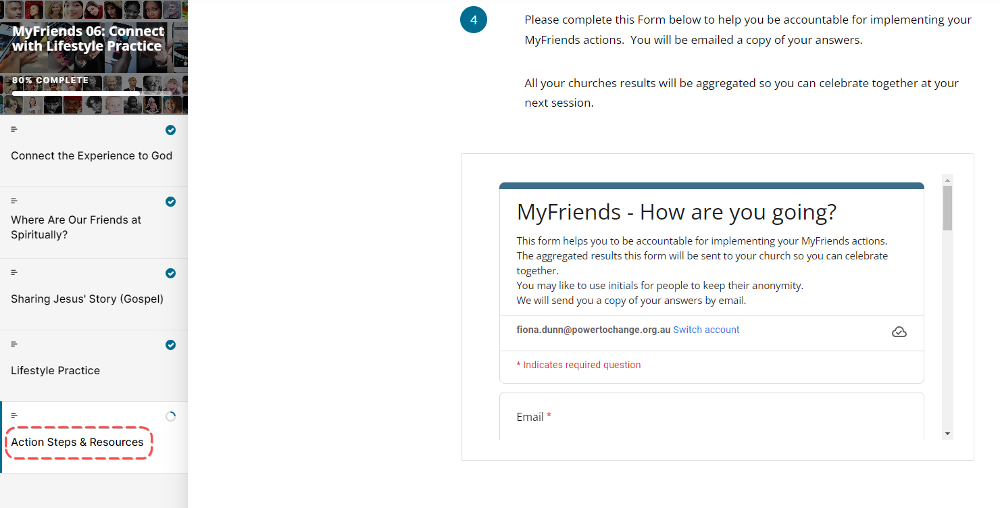 MyFriends 06: Connect
with Lifestyle Practice
80% COMPLETE
Connect the Experience to God
Where Are Our Friends at
Spiritually?
Sharing Jesus' Story (Gospel)
Lifestyle Practice
Action Steps & Resources
4
Please complete this Form below to help you be accountable for implementing your
MyFriends actions.  You will be emailed a copy of your answers.
All your churches results will be aggregated so you can celebrate together at your
next session.
MyFriends - How are you going?
This form helps you to be accountable for implementing your MyFriends actions.
The aggregated results this form will be sent to your church so you can celebrate
together.
You may like to use initials for people to keep their anonymity.
We will send you a copy of your answers by email.
fiona.dunn@powertochange.org.au Switch account
* Indicates required question
Email *